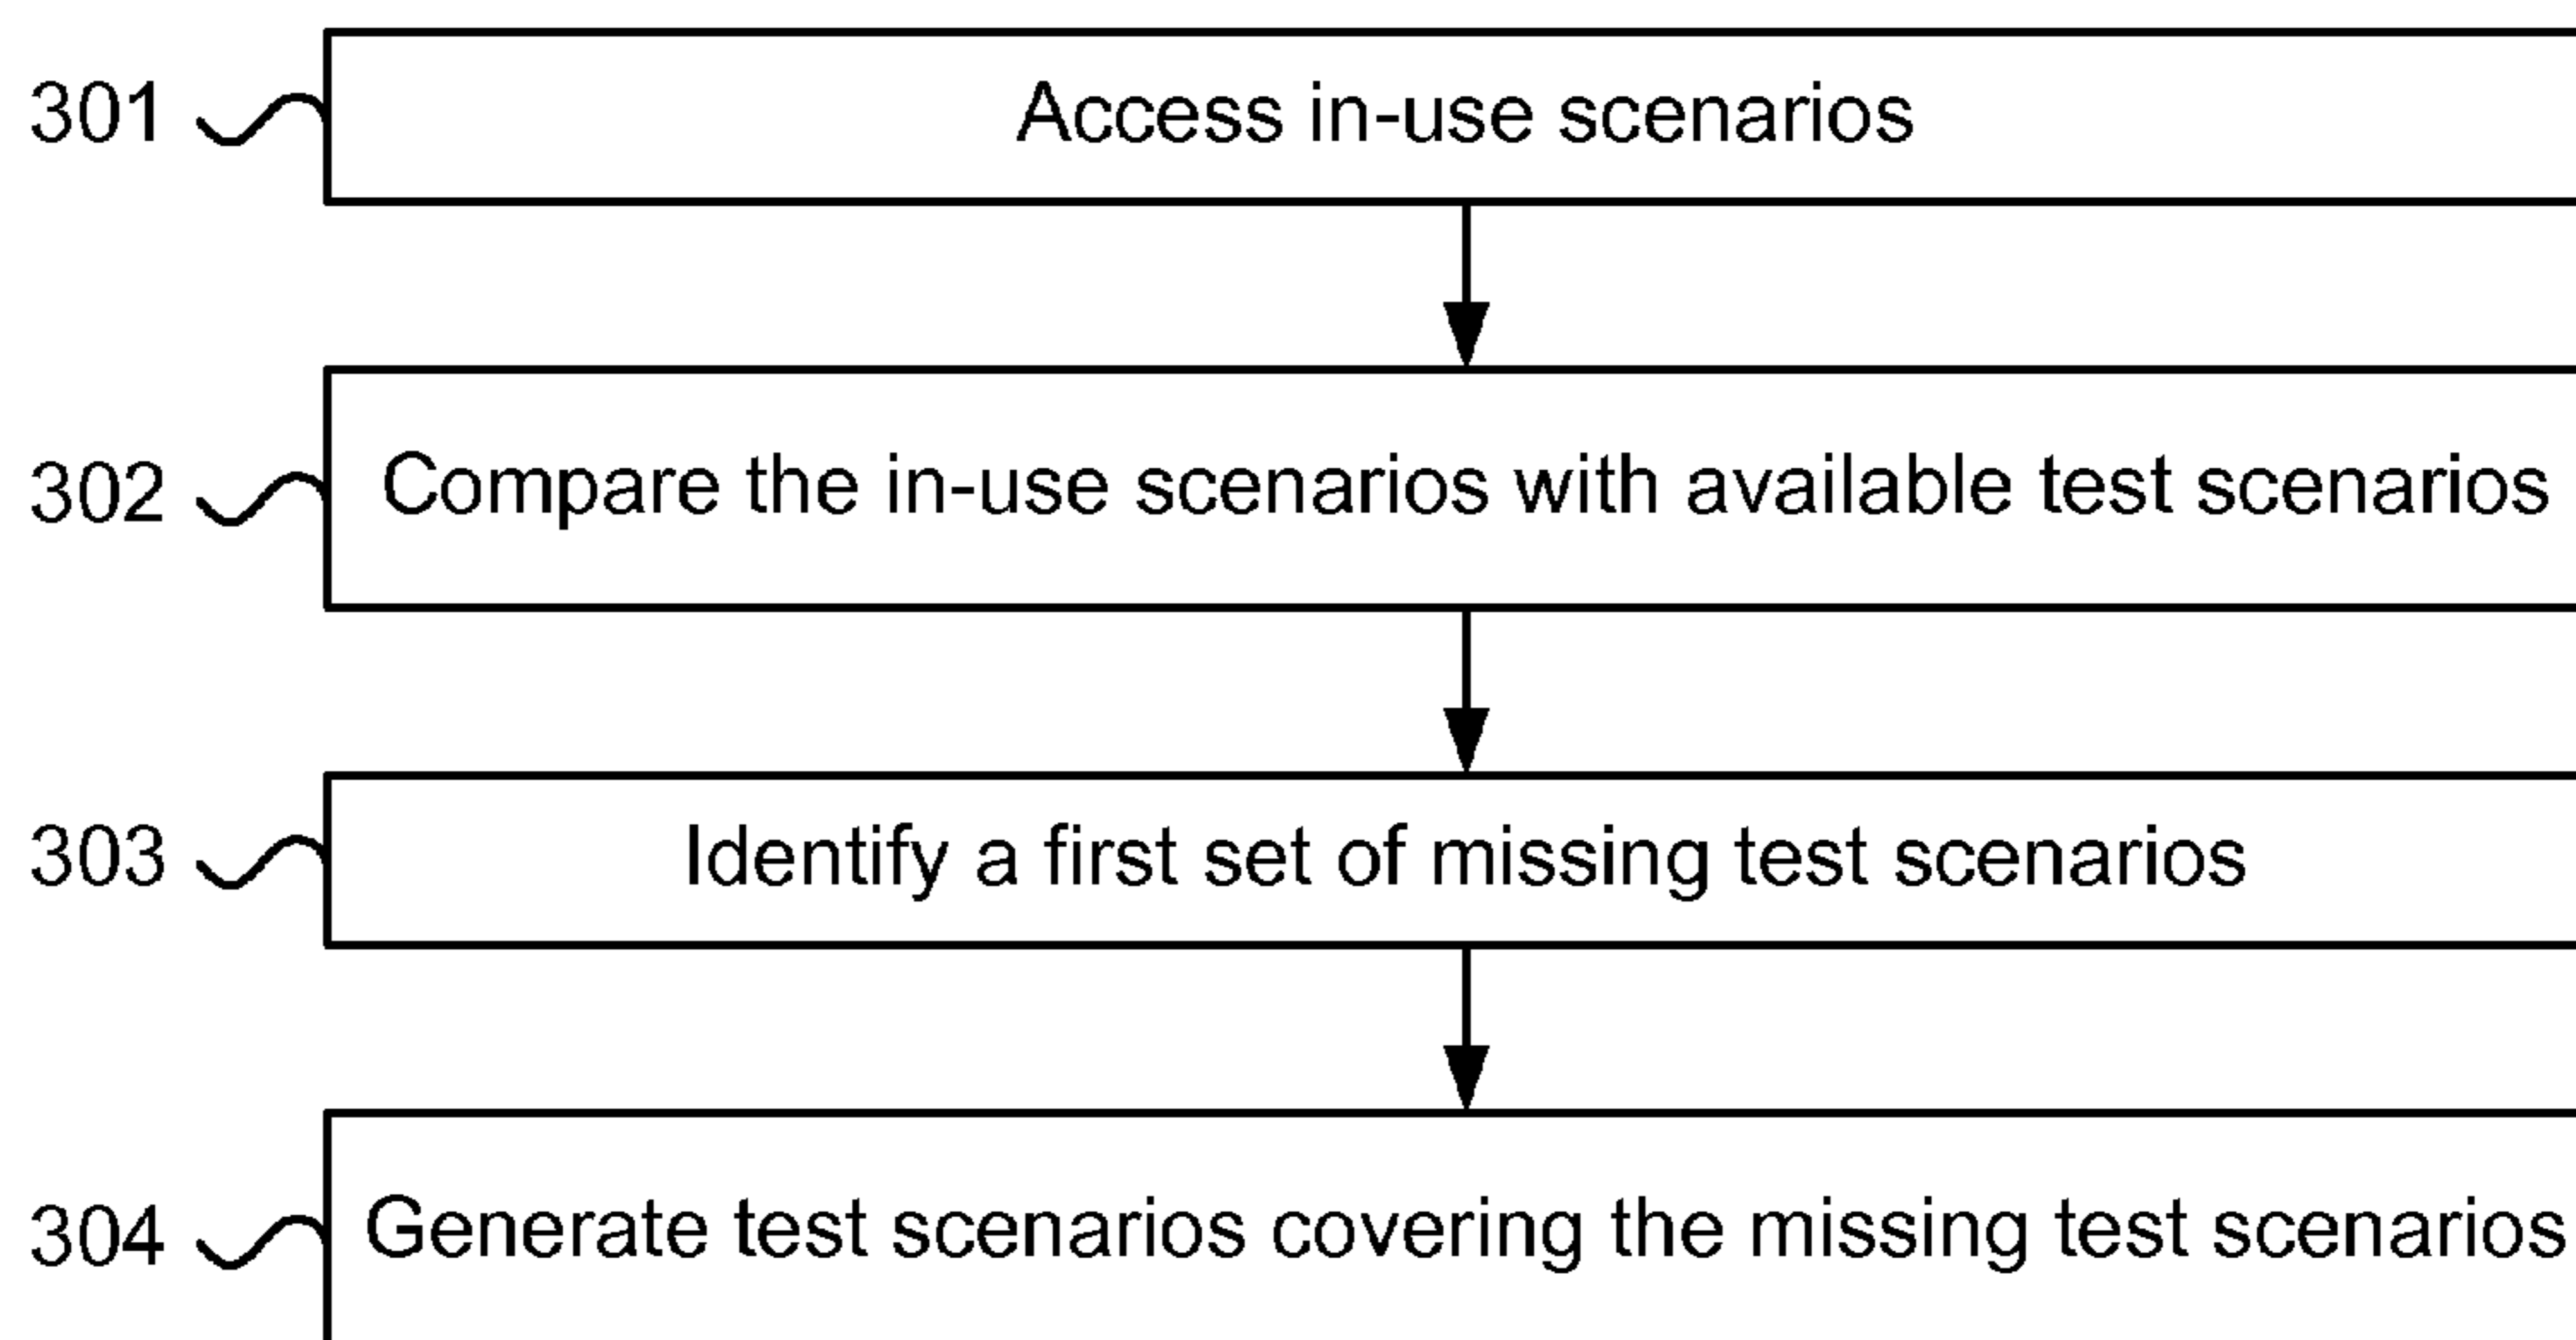 301 Access in-use scenarios
302 Compare the in-use scenarios with available test scenarios
303 Identify a first set of missing test scenarios
304 Generate test scenarios covering the missing test scenarios